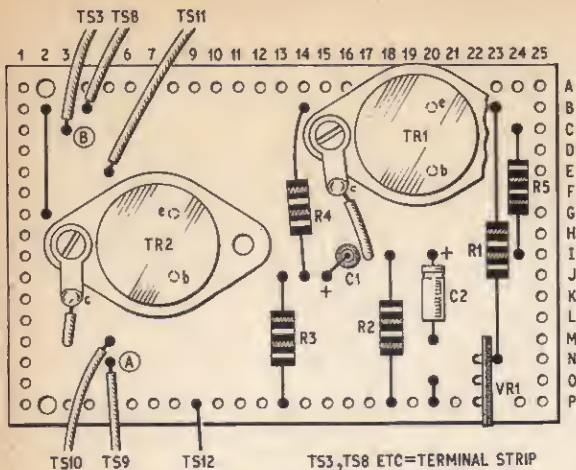 TS3 TS8 TS11
1 2 3 6 7 9 10 11 12 13 14 15 16 17 18 19 20 21 22 23 24 25
A
B
C
D
E
F
G
H
I
J
K
L
M
N
O
P
B
e
TR1
b
c
R5
e
TR2
b
c
R4
R1
C1
+
+
C2
R3
R2
VR1
A
TS10 TS9 TS12 TS3,TS8 ETC=TERMINAL STRIP